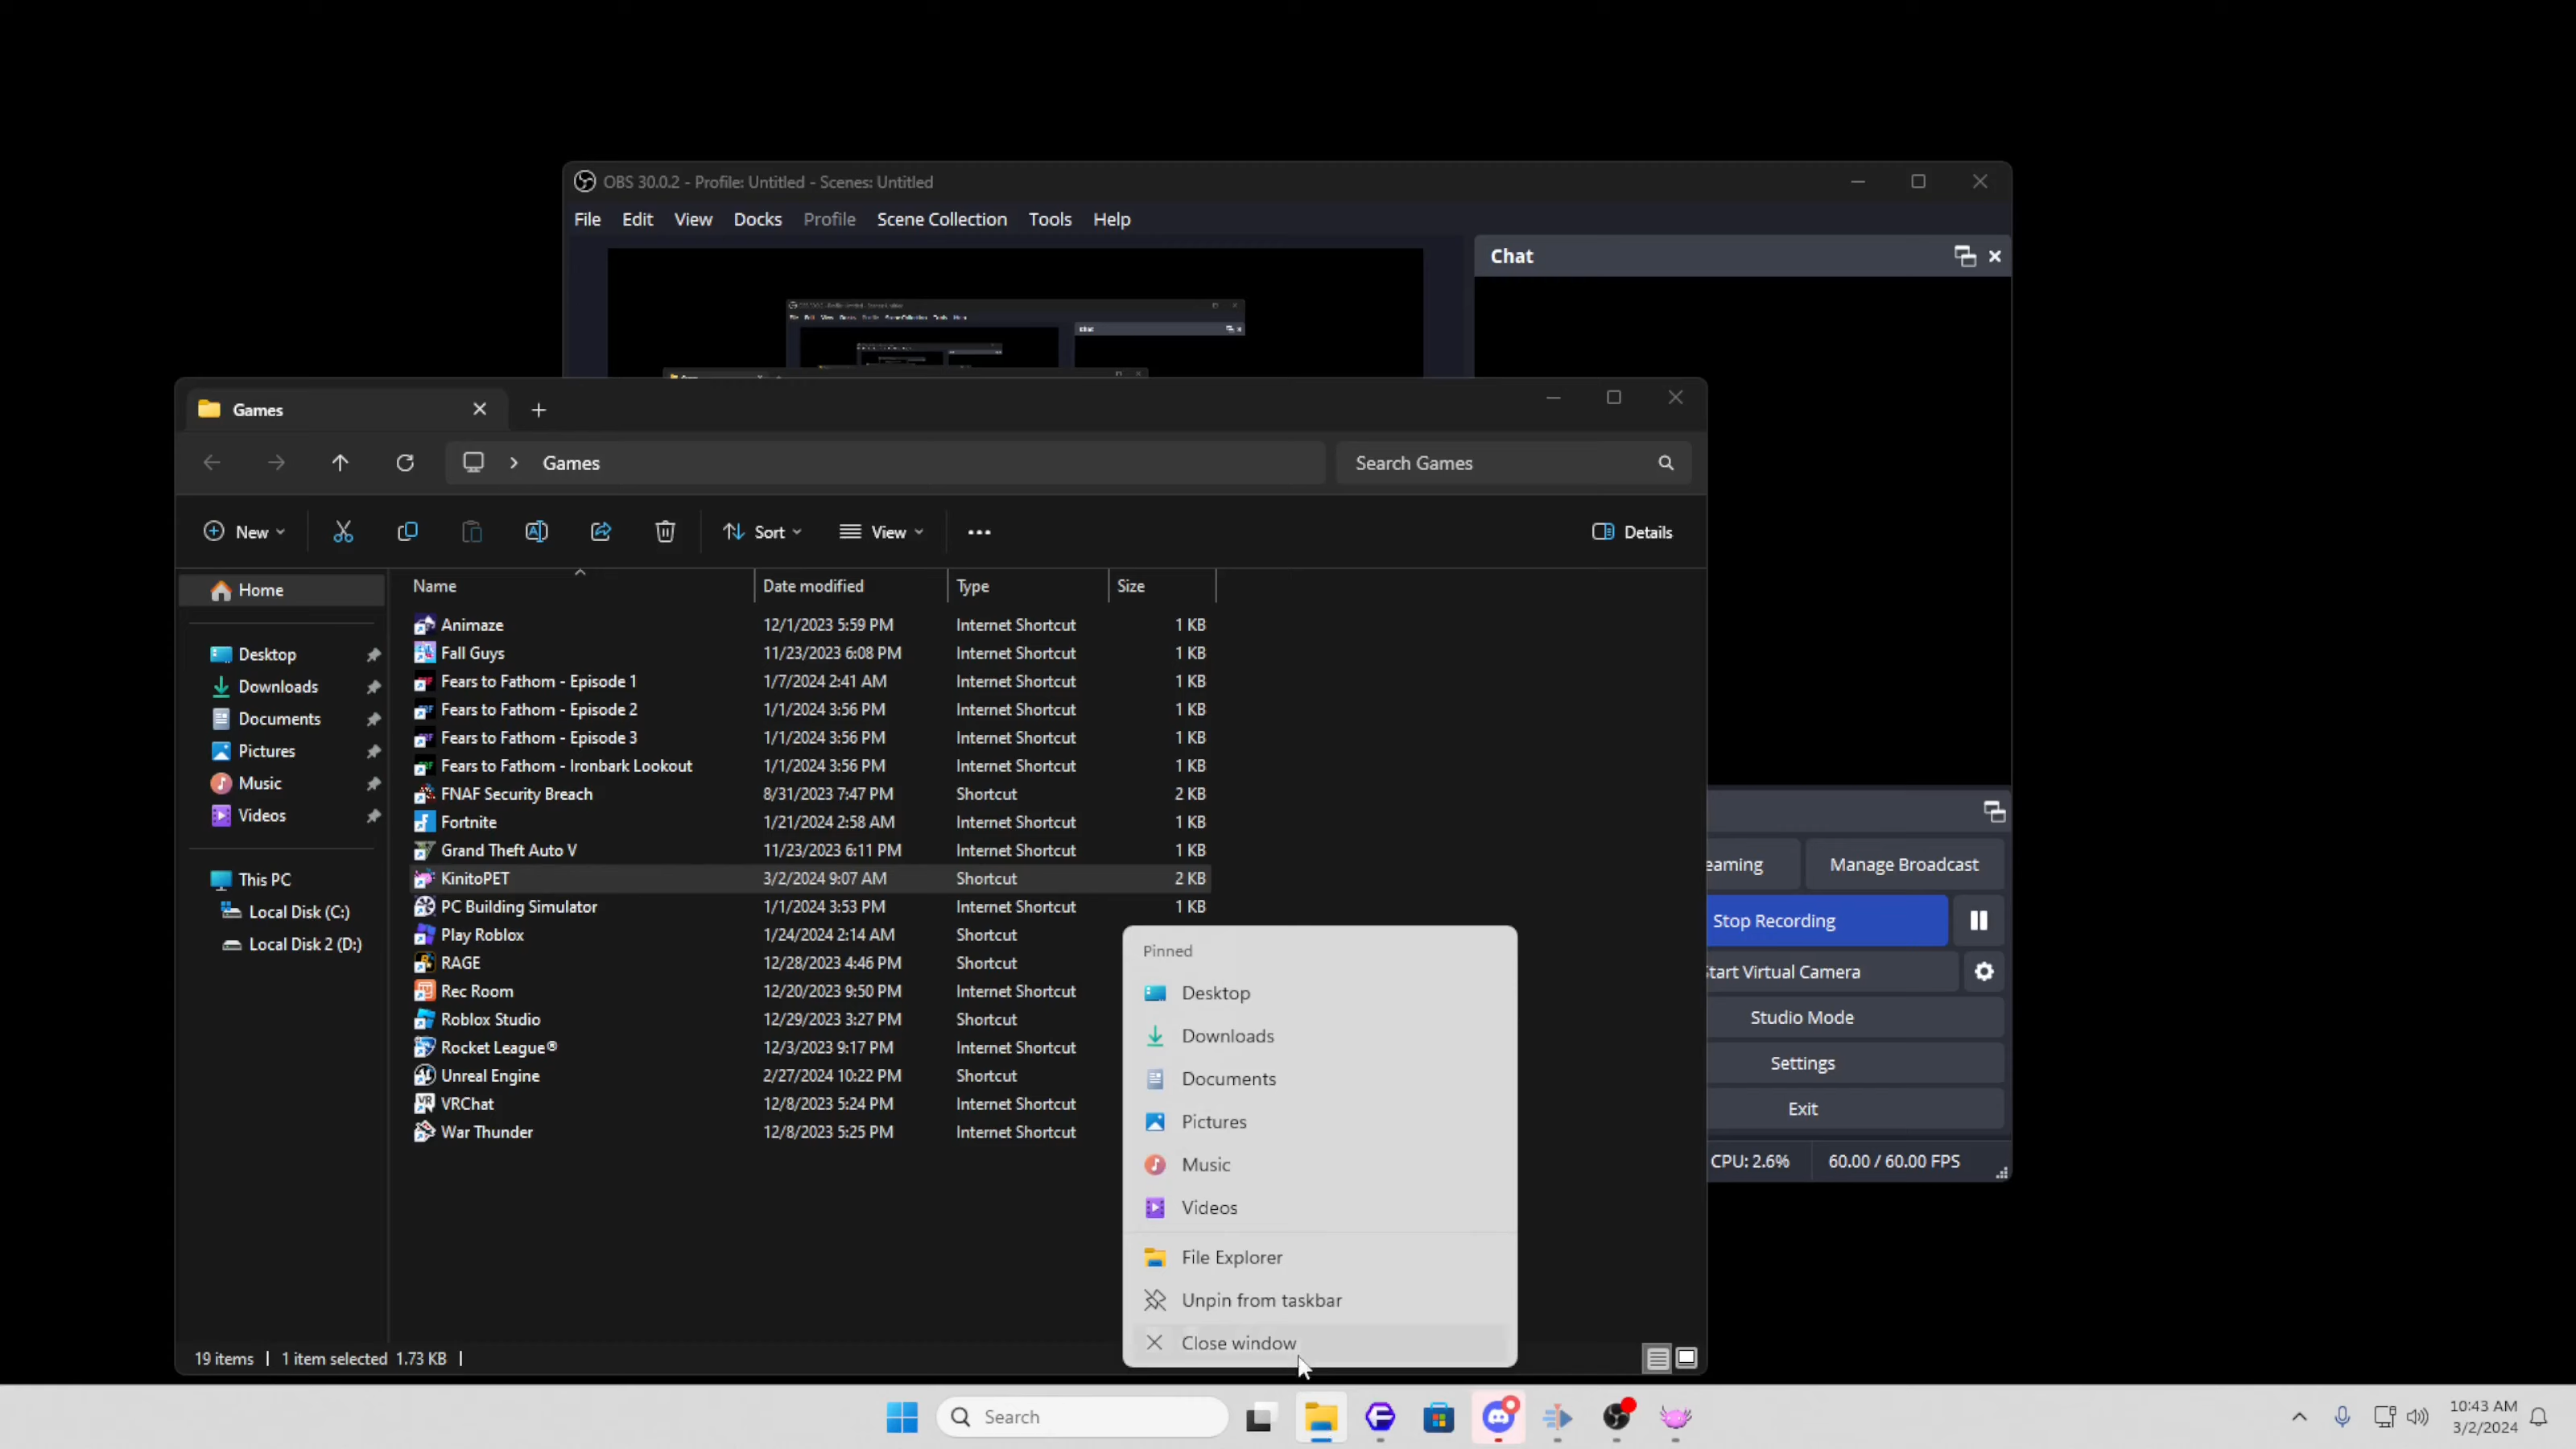 OBS 30.0.2 - Profile: Untitled - Scenes: Untitled
File Edit View Docks Profile Scene Collection Tools Help
Chat
Games
Games
Search Games
New Sort View Details
Name Date modified Type Size
Home
Desktop
Downloads
Documents
Pictures
Music
Videos
This PC
Local Disk (C:)
Local Disk 2 (D:)
Animaze 12/1/2023 5:59 PM Internet Shortcut 1 KB
Fall Guys 11/23/2023 6:08 PM Internet Shortcut 1 KB
Fears to Fathom - Episode 1 1/7/2024 2:41 AM Internet Shortcut 1 KB
Fears to Fathom - Episode 2 1/1/2024 3:56 PM Internet Shortcut 1 KB
Fears to Fathom - Episode 3 1/1/2024 3:56 PM Internet Shortcut 1 KB
Fears to Fathom - Ironbark Lookout 1/1/2024 3:56 PM Internet Shortcut 1 KB
FNAF Security Breach 8/31/2023 7:47 PM Shortcut 2 KB
Fortnite 1/21/2024 2:58 AM Internet Shortcut 1 KB
Grand Theft Auto V 11/23/2023 6:11 PM Internet Shortcut 1 KB
KinitoPET 3/2/2024 9:07 AM Shortcut 2 KB
PC Building Simulator 1/1/2024 3:53 PM Internet Shortcut 1 KB
Play Roblox 1/24/2024 2:14 AM Shortcut
RAGE 12/28/2023 4:46 PM Shortcut
Rec Room 12/20/2023 9:50 PM Internet Shortcut
Roblox Studio 12/29/2023 3:27 PM Shortcut
Rocket League® 12/3/2023 9:17 PM Internet Shortcut
Unreal Engine 2/27/2024 10:22 PM Shortcut
VRChat 12/8/2023 5:24 PM Internet Shortcut
War Thunder 12/8/2023 5:25 PM Internet Shortcut
Pinned
Desktop
Downloads
Documents
Pictures
Music
Videos
File Explorer
Unpin from taskbar
Close window
eaming Manage Broadcast
Stop Recording
tart Virtual Camera
Studio Mode
Settings
Exit
CPU: 2.6% 60.00 / 60.00 FPS
19 items | 1 item selected 1.73 KB |
Search
10:43 AM
3/2/2024